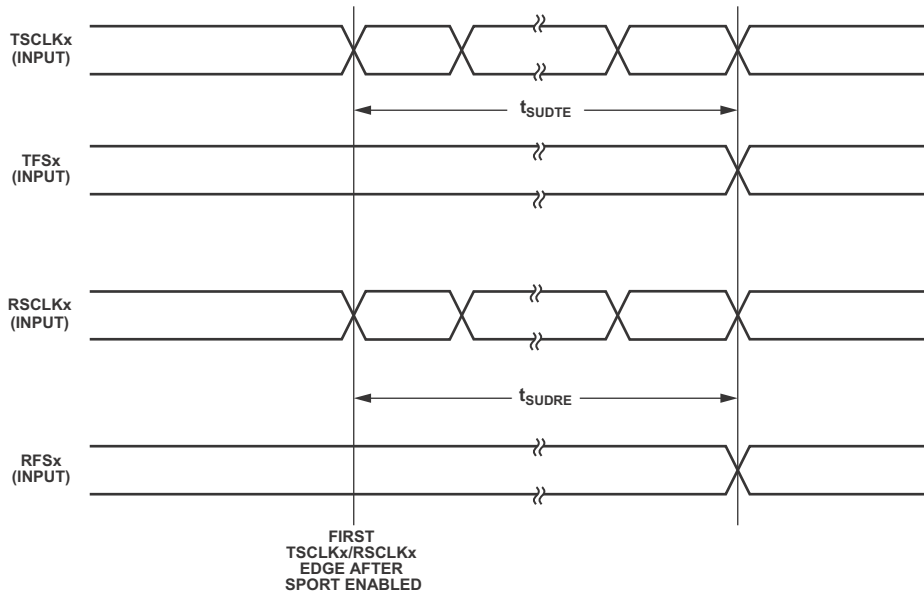 TSCLKx
(INPUT)
tSUDTE
TFSx
(INPUT)
RSCLKx
(INPUT)
tSUDRE
RFSx
(INPUT)
FIRST
TSCLKx/RSCLKx
EDGE AFTER
SPORT ENABLED